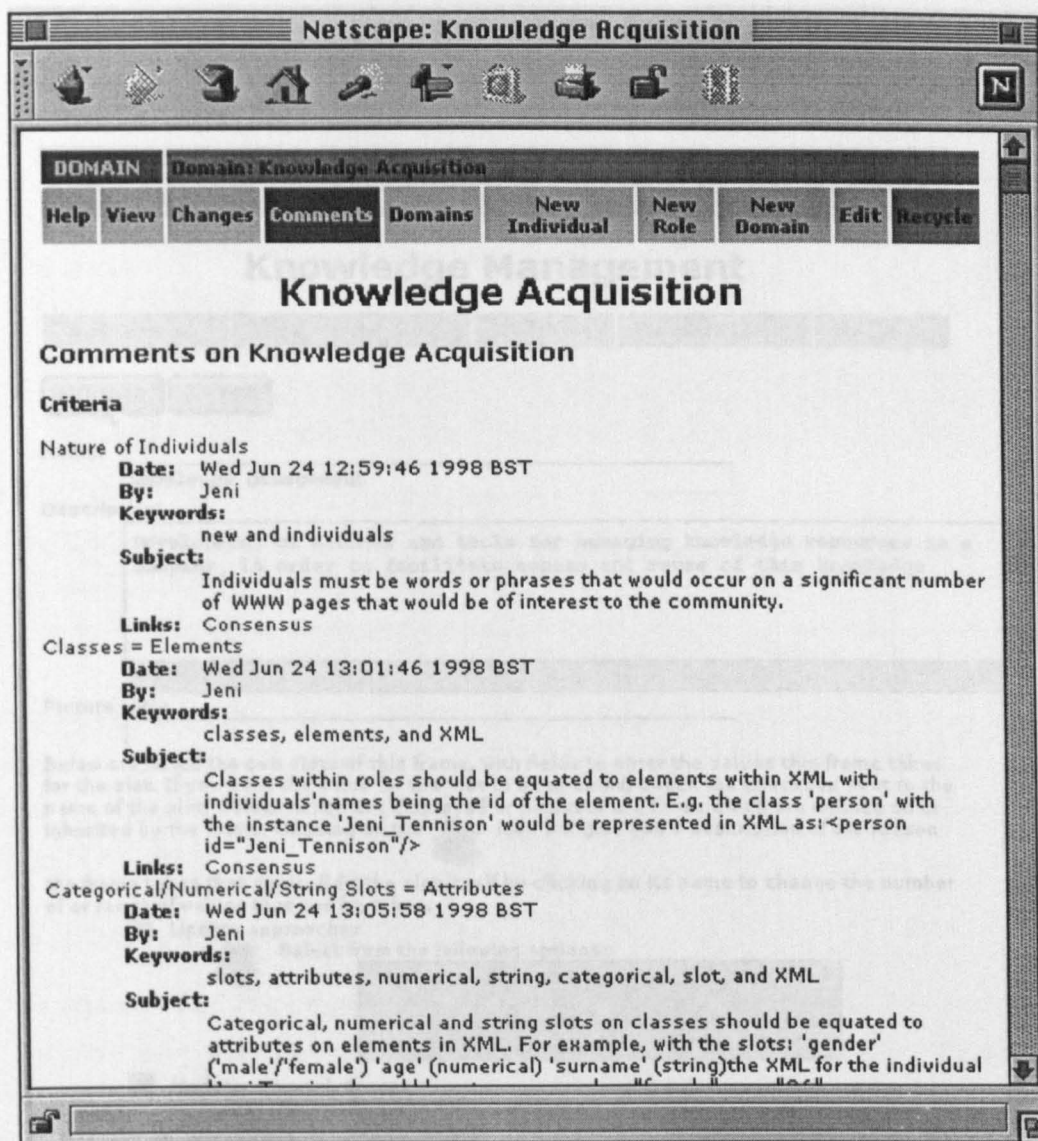 Netscape: Knowledge Acquisition
N
DOMAIN Domain: Knowledge Acquisition
Help View Changes Comments Domains New Individual New Role New Domain Edit Recycle
Knowledge Management
Knowledge Acquisition
Comments on Knowledge Acquisition
Criteria
Nature of Individuals
Date: Wed Jun 24 12:59:46 1998 BST
By: Jeni
Keywords:
new and individuals
Subject:
Individuals must be words or phrases that would occur on a significant number
of WWW pages that would be of interest to the community.
Links: Consensus
Classes = Elements
Date: Wed Jun 24 13:01:46 1998 BST
By: Jeni
Keywords:
classes, elements, and XML
Subject:
Classes within roles should be equated to elements within XML with
individuals' names being the id of the element. E.g. the class 'person', with
the instance 'Jeni_Tennison' would be represented in XML as:<person
id="Jeni_Tennison"/>
Links: Consensus
Categorical/Numerical/String Slots = Attributes
Date: Wed Jun 24 13:05:58 1998 BST
By: Jeni
Keywords:
slots, attributes, numerical, string, categorical, slot, and XML
Subject:
Categorical, numerical and string slots on classes should be equated to
attributes on elements in XML. For example, with the slots: 'gender'
('male'/'female') 'age' (numerical) 'surname' (string)the XML for the individual